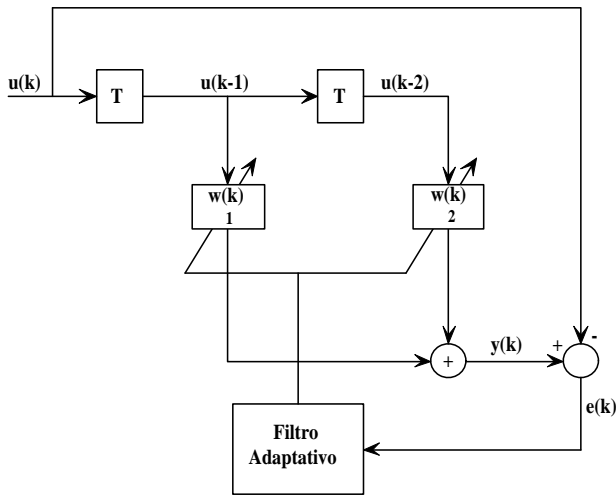 u(k)
T
u(k-1)
T
u(k-2)
w(k)
1
w(k)
2
+
y(k)
+
-
e(k)
Filtro
Adaptativo